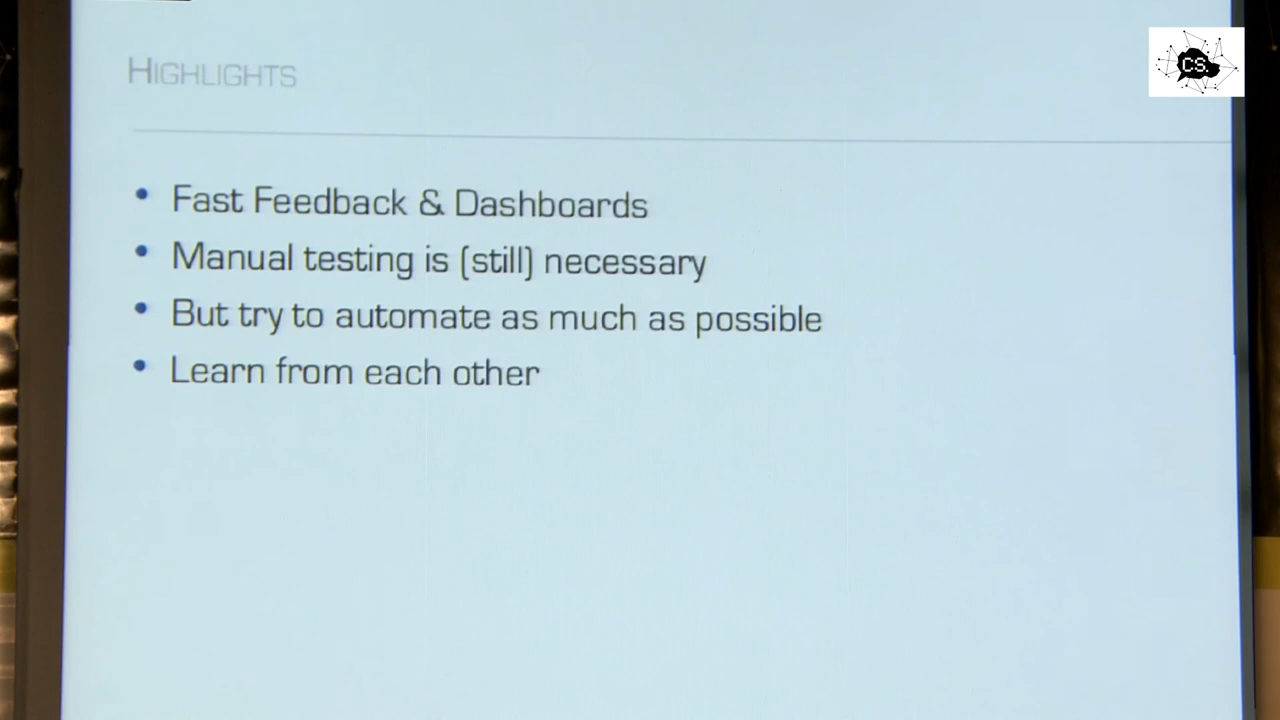 HIGHLIGHTS
CS.
• Fast Feedback & Dashboards
• Manual testing is (still) necessary
• But try to automate as much as possible
• Learn from each other